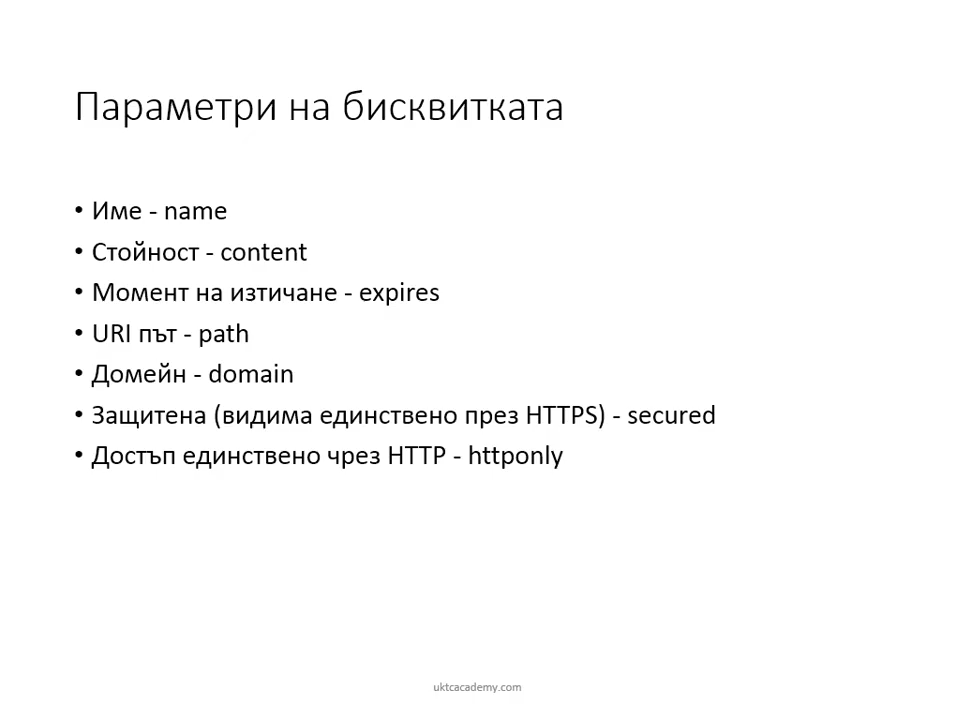 Параметри на бисквитката
• Име - name
• Стойност - content
• Момент на изтичане - expires
• URI път - path
• Домейн - domain
• Защитена (видима единствено през HTTPS) - secured
• Достъп единствено чрез HTTP - httponly
uktcacademy.com